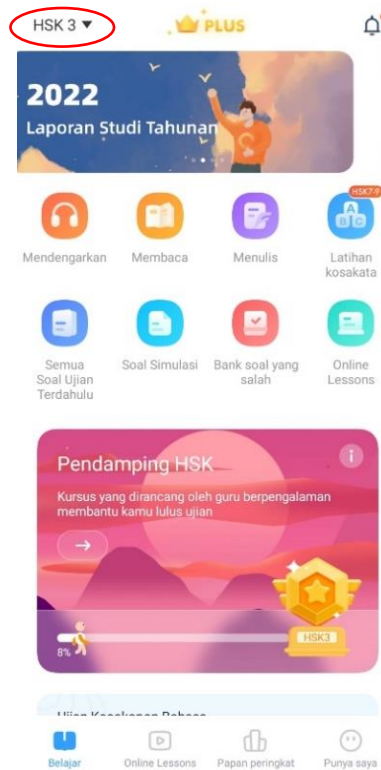 HSK 3 ▼
PLUS
2022
Laporan Studi Tahunan
HSK7-9
A
B C
Mendengarkan
Membaca
Menulis
Latihan
kosakata
Semua
Soal Ujian
Terdahulu
Soal Simulasi
Bank soal yang
salah
Online
Lessons
Pendamping HSK
i
Kursus yang dirancang oleh guru berpengalaman
membantu kamu lulus ujian
→
8%
HSK3
Belajar
Online Lessons
Papan peringkat
Punya saya